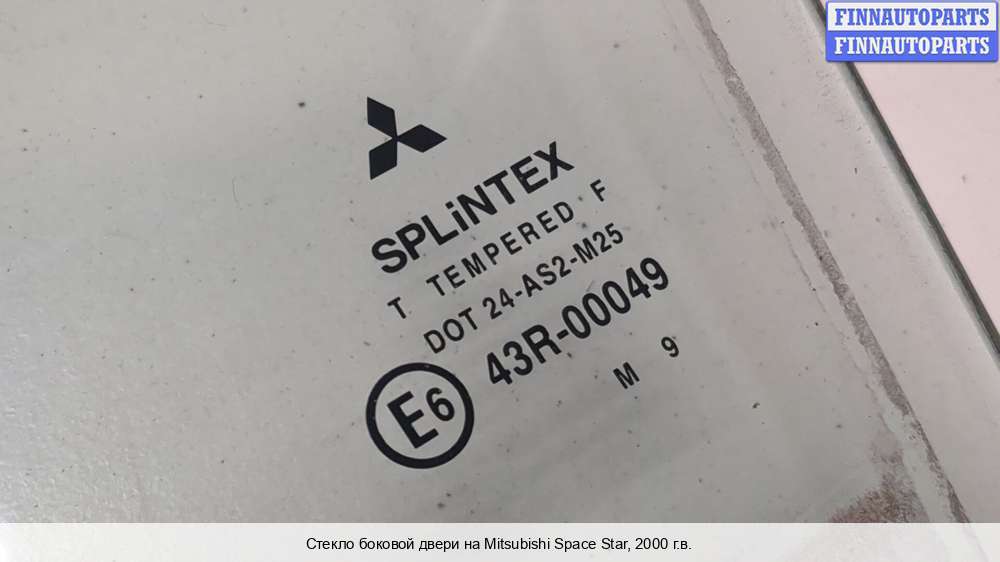 FINNAUTOPARTS
FINNAUTOPARTS
SPLiNTEX
T TEMPERED F
DOT 24-AS2-M25
43R-00049
E6
M 9
Стекло боковой двери на Mitsubishi Space Star, 2000 г.в.